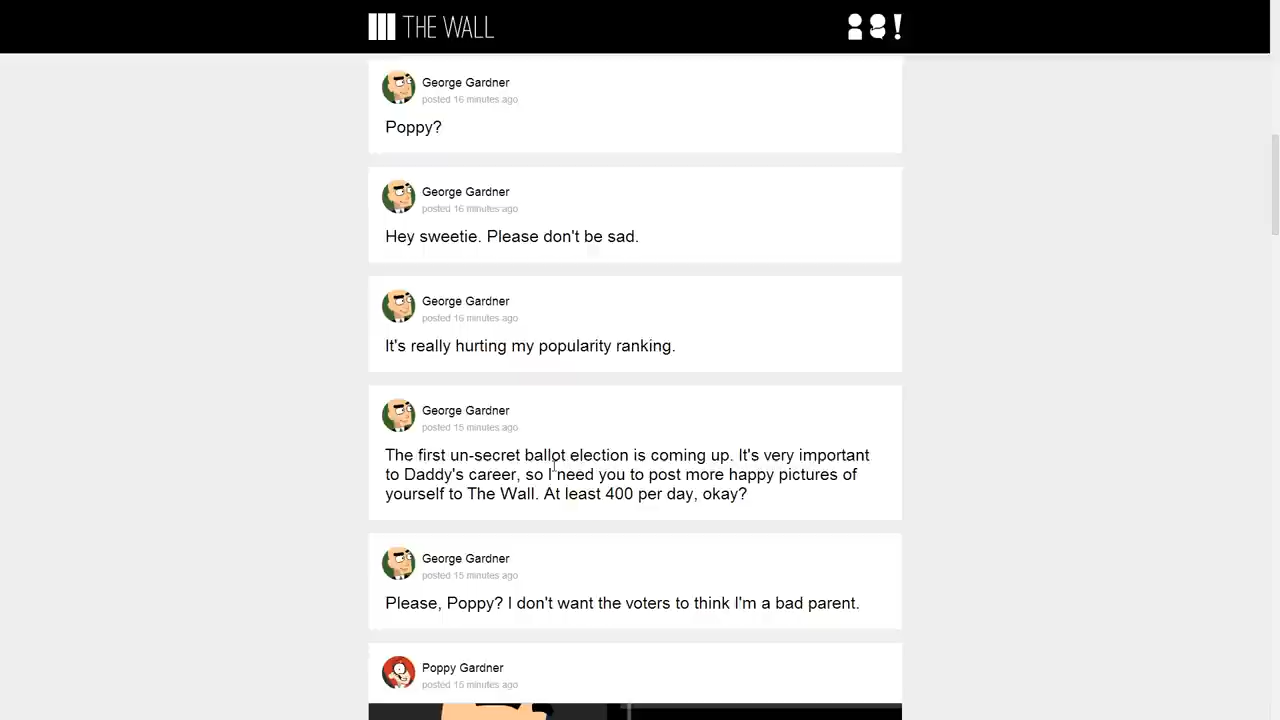 THE WALL
George Gardner
posted 16 minutes ago
Poppy?
George Gardner
posted 16 minutes ago
Hey sweetie. Please don't be sad.
George Gardner
posted 16 minutes ago
It's really hurting my popularity ranking.
George Gardner
posted 15 minutes ago
The first un-secret ballot election is coming up. It's very important
to Daddy's career, so I need you to post more happy pictures of
yourself to The Wall. At least 400 per day, okay?
George Gardner
posted 15 minutes ago
Please, Poppy? I don't want the voters to think I'm a bad parent.
Poppy Gardner
posted 15 minutes ago